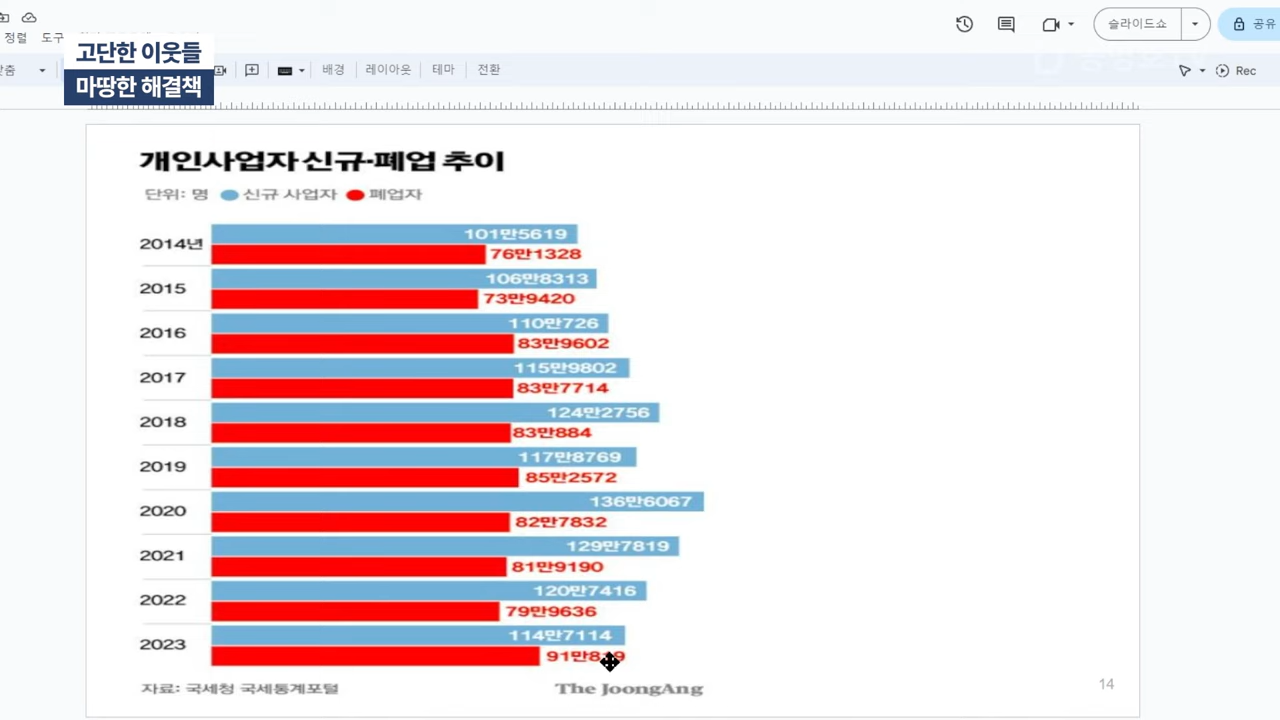 정렬 도구
고단한 이웃들
마땅한 해결책
슬라이드쇼
공유
배경 레이아웃 테마 전환
Rec
개인사업자 신규·폐업 추이
단위: 명 신규 사업자 폐업자
2014년 101만5619
76만1328
2015 106만8313
73만9420
2016 110만726
83만9602
2017 115만9802
83만7714
2018 124만2756
83만884
2019 117만8769
85만2572
2020 136만6067
82만7832
2021 129만7819
81만9190
2022 120만7416
79만9636
2023 114만7114
자료: 국세청 국세통계포털 The JoongAng
14